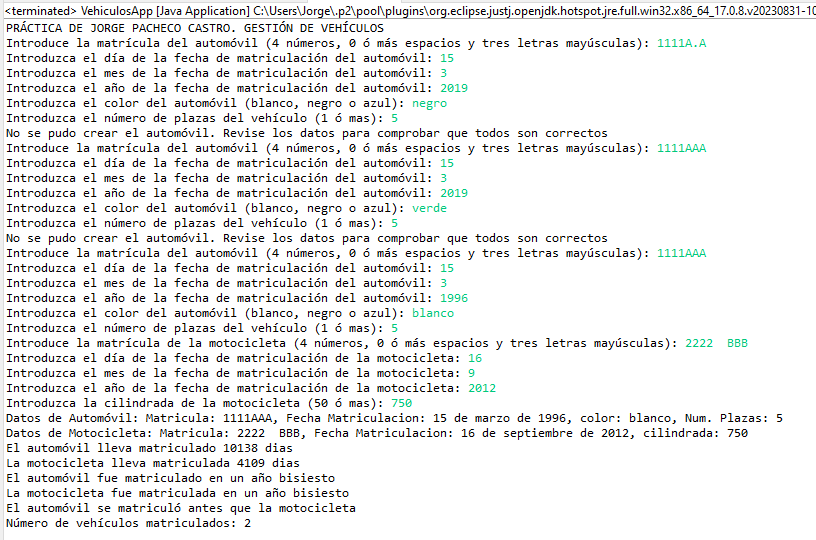 <terminated> VehiculosApp [Java Application] C:\Users\Jorge\.p2\pool\plugins\org.eclipse.justj.openjdk.hotspot.jre.full.win32.x86_64_17.0.8.v20230831-10
PRÁCTICA DE JORGE PACHECO CASTRO. GESTIÓN DE VEHÍCULOS
Introduce la matrícula del automóvil (4 números, 0 ó más espacios y tres letras mayúsculas): 1111A.A
Introduzca el día de la fecha de matriculación del automóvil: 15
Introduzca el mes de la fecha de matriculación del automóvil: 3
Introduzca el año de la fecha de matriculación del automóvil: 2019
Introduzca el color del automóvil (blanco, negro o azul): negro
Introduzca el número de plazas del vehículo (1 ó mas): 5
No se pudo crear el automóvil. Revise los datos para comprobar que todos son correctos
Introduce la matrícula del automóvil (4 números, 0 ó más espacios y tres letras mayúsculas): 1111AAA
Introduzca el día de la fecha de matriculación del automóvil: 15
Introduzca el mes de la fecha de matriculación del automóvil: 3
Introduzca el año de la fecha de matriculación del automóvil: 2019
Introduzca el color del automóvil (blanco, negro o azul): verde
Introduzca el número de plazas del vehículo (1 ó mas): 5
No se pudo crear el automóvil. Revise los datos para comprobar que todos son correctos
Introduce la matrícula del automóvil (4 números, 0 ó más espacios y tres letras mayúsculas): 1111AAA
Introduzca el día de la fecha de matriculación del automóvil: 15
Introduzca el mes de la fecha de matriculación del automóvil: 3
Introduzca el año de la fecha de matriculación del automóvil: 1996
Introduzca el color del automóvil (blanco, negro o azul): blanco
Introduzca el número de plazas del vehículo (1 ó mas): 5
Introduce la matrícula de la motocicleta (4 números, 0 ó más espacios y tres letras mayúsculas): 2222  BBB
Introduzca el día de la fecha de matriculación de la motocicleta: 16
Introduzca el mes de la fecha de matriculación de la motocicleta: 9
Introduzca el año de la fecha de matriculación de la motocicleta: 2012
Introduzca la cilindrada de la motocicleta (50 ó mas): 750
Datos de Automóvil: Matricula: 1111AAA, Fecha Matriculacion: 15 de marzo de 1996, color: blanco, Num. Plazas: 5
Datos de Motocicleta: Matricula: 2222  BBB, Fecha Matriculacion: 16 de septiembre de 2012, cilindrada: 750
El automóvil lleva matriculado 10138 dias
La motocicleta lleva matriculada 4109 dias
El automóvil fue matriculado en un año bisiesto
La motocicleta fue matriculada en un año bisiesto
El automóvil se matriculó antes que la motocicleta
Número de vehículos matriculados: 2